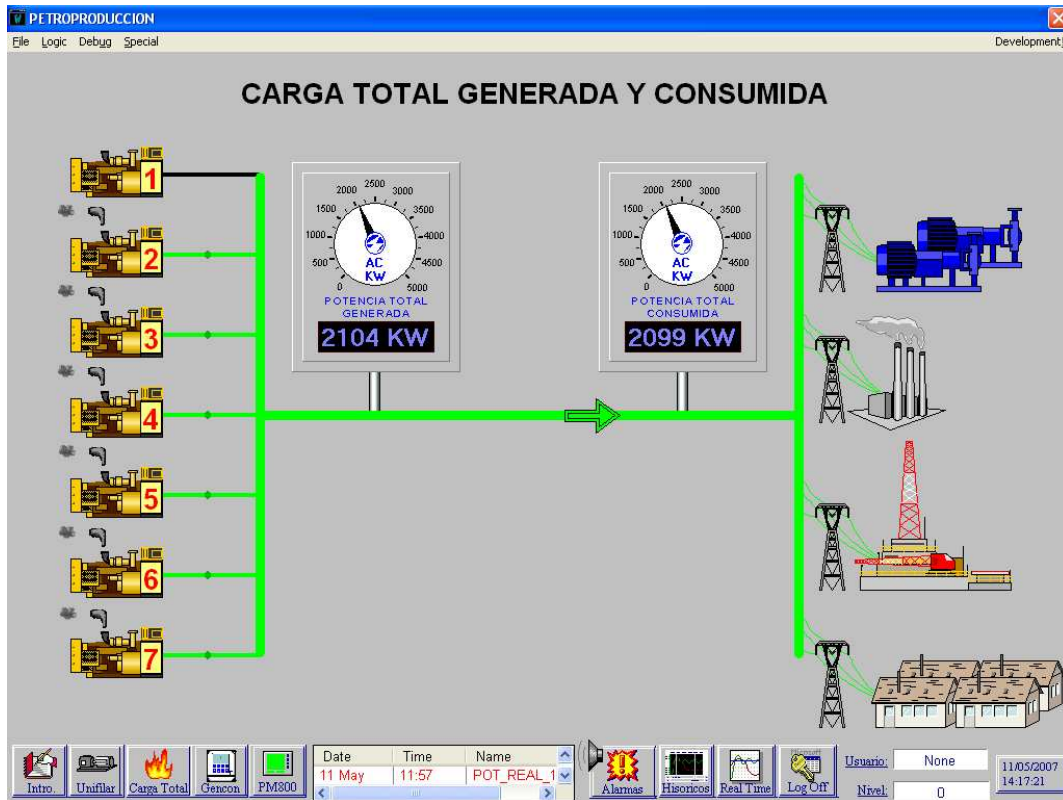 PETROPRODUCCION
File Logic Debug Special Development
CARGA TOTAL GENERADA Y CONSUMIDA
1
2
3
4
5
6
7
0 500 1000 1500 2000 2500 3000 3500 4000 4500 5000
AC
KW
POTENCIA TOTAL
GENERADA
2104 KW
0 500 1000 1500 2000 2500 3000 3500 4000 4500 5000
AC
KW
POTENCIA TOTAL
CONSUMIDA
2099 KW
Intro.
Unifilar
Carga Total
Gencon
PM800
Date Time Name
11 May 11:57 POT_REAL_1
Alarmas
Hisoricos
Real Time
Microsoft
Log Off
Usuario: None
Nivel: 0
11/05/2007
14:17:21